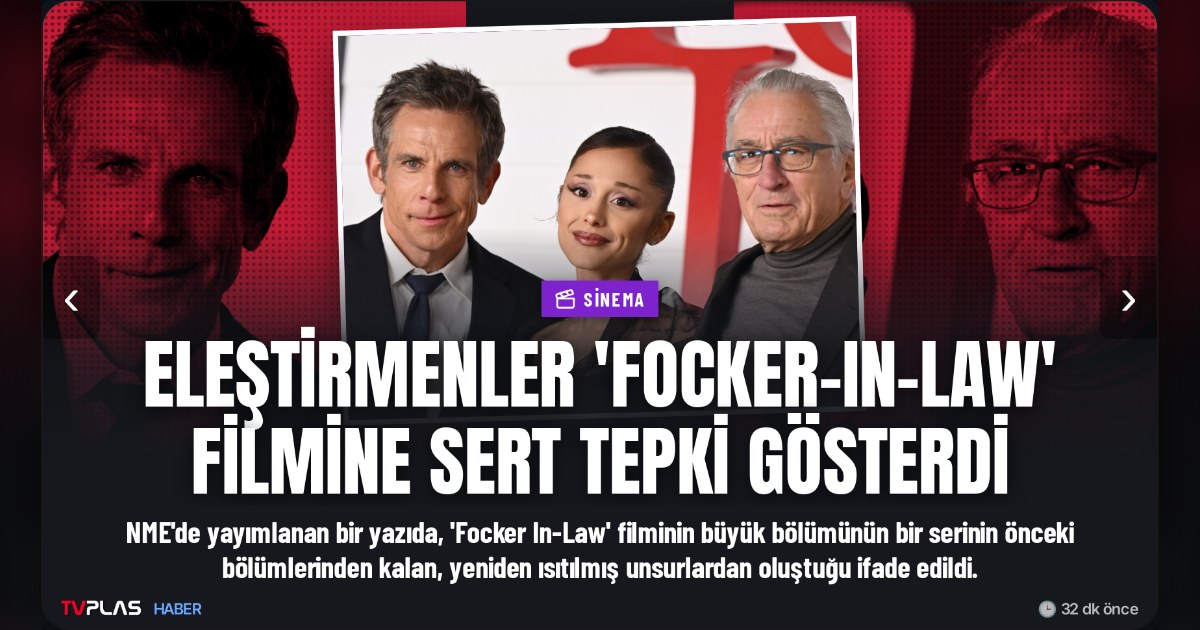 SİNEMA
ELEŞTİRMENLER 'FOCKER-IN-LAW'
FİLMİNE SERT TEPKİ GÖSTERDİ
NME'de yayımlanan bir yazıda, 'Focker In-Law' filminin büyük bölümünün bir serinin önceki
bölümlerinden kalan, yeniden ısıtılmış unsurlardan oluştuğu ifade edildi.
TVPLAS HABER
32 dk önce